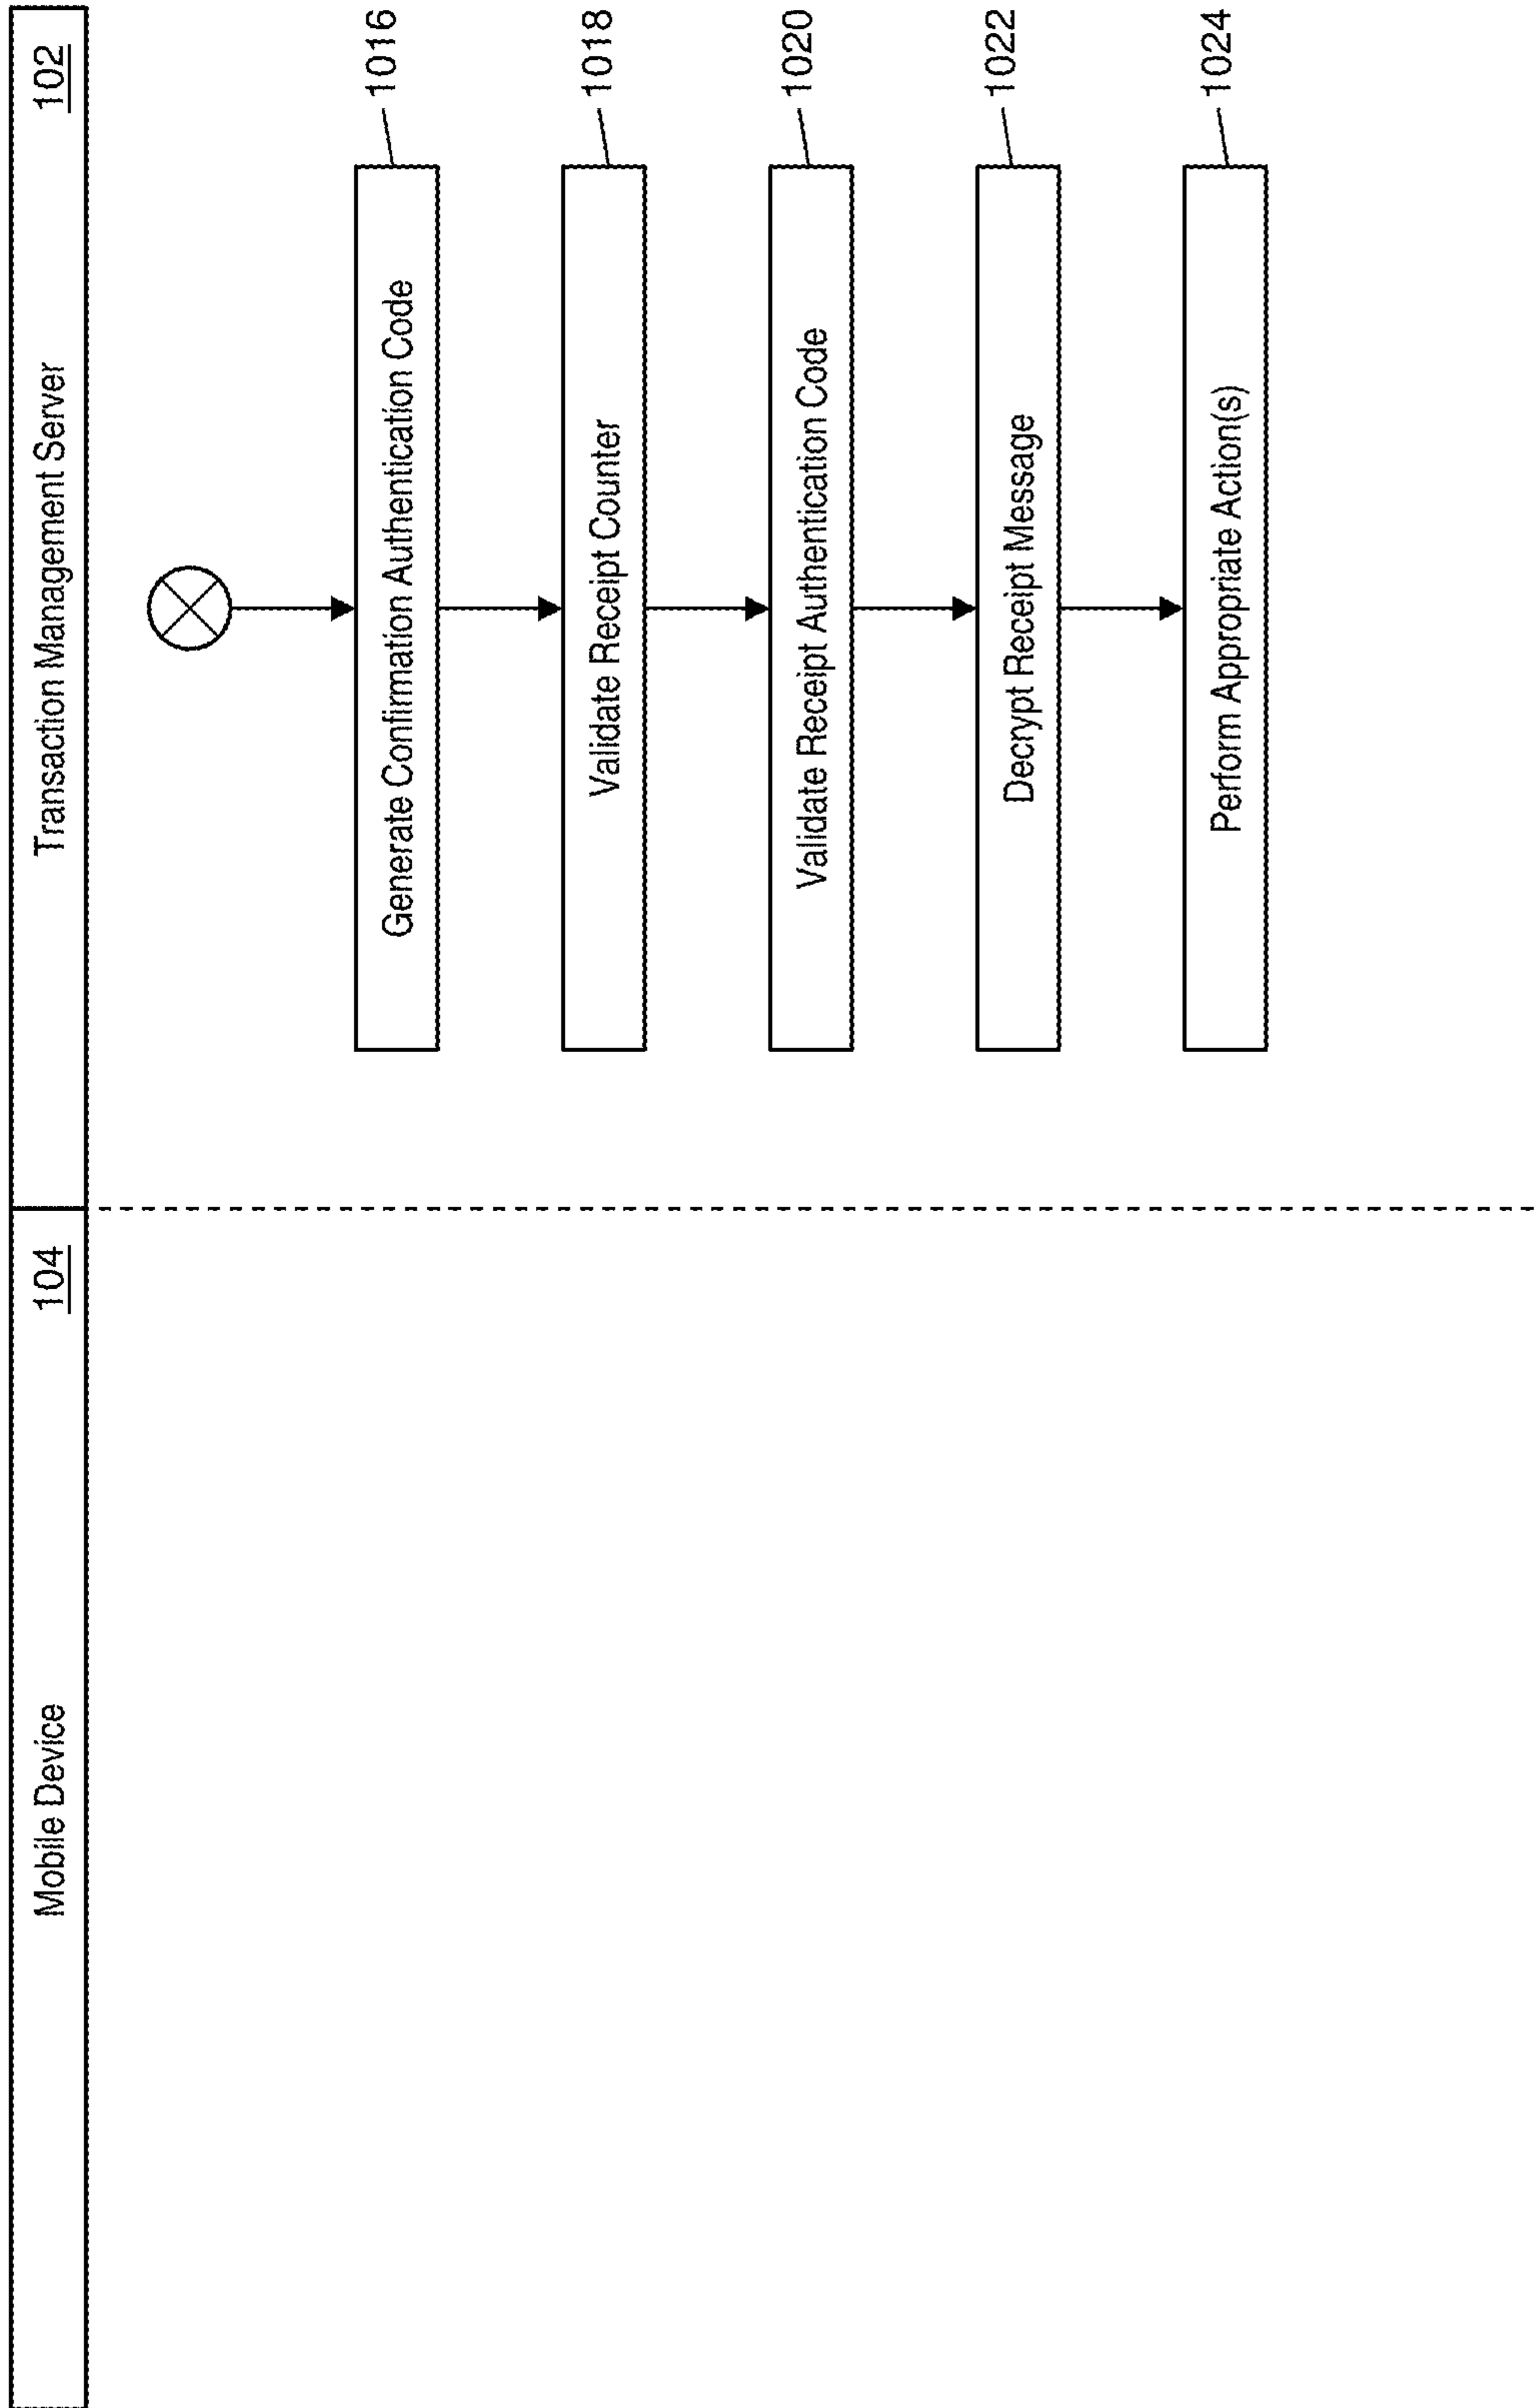 Mobile Device
104
Transaction Management Server
102
Generate Confirmation Authentication Code
1016
Validate Receipt Counter
1018
Validate Receipt Authentication Code
1020
Decrypt Receipt Message
1022
Perform Appropriate Action(s)
1024